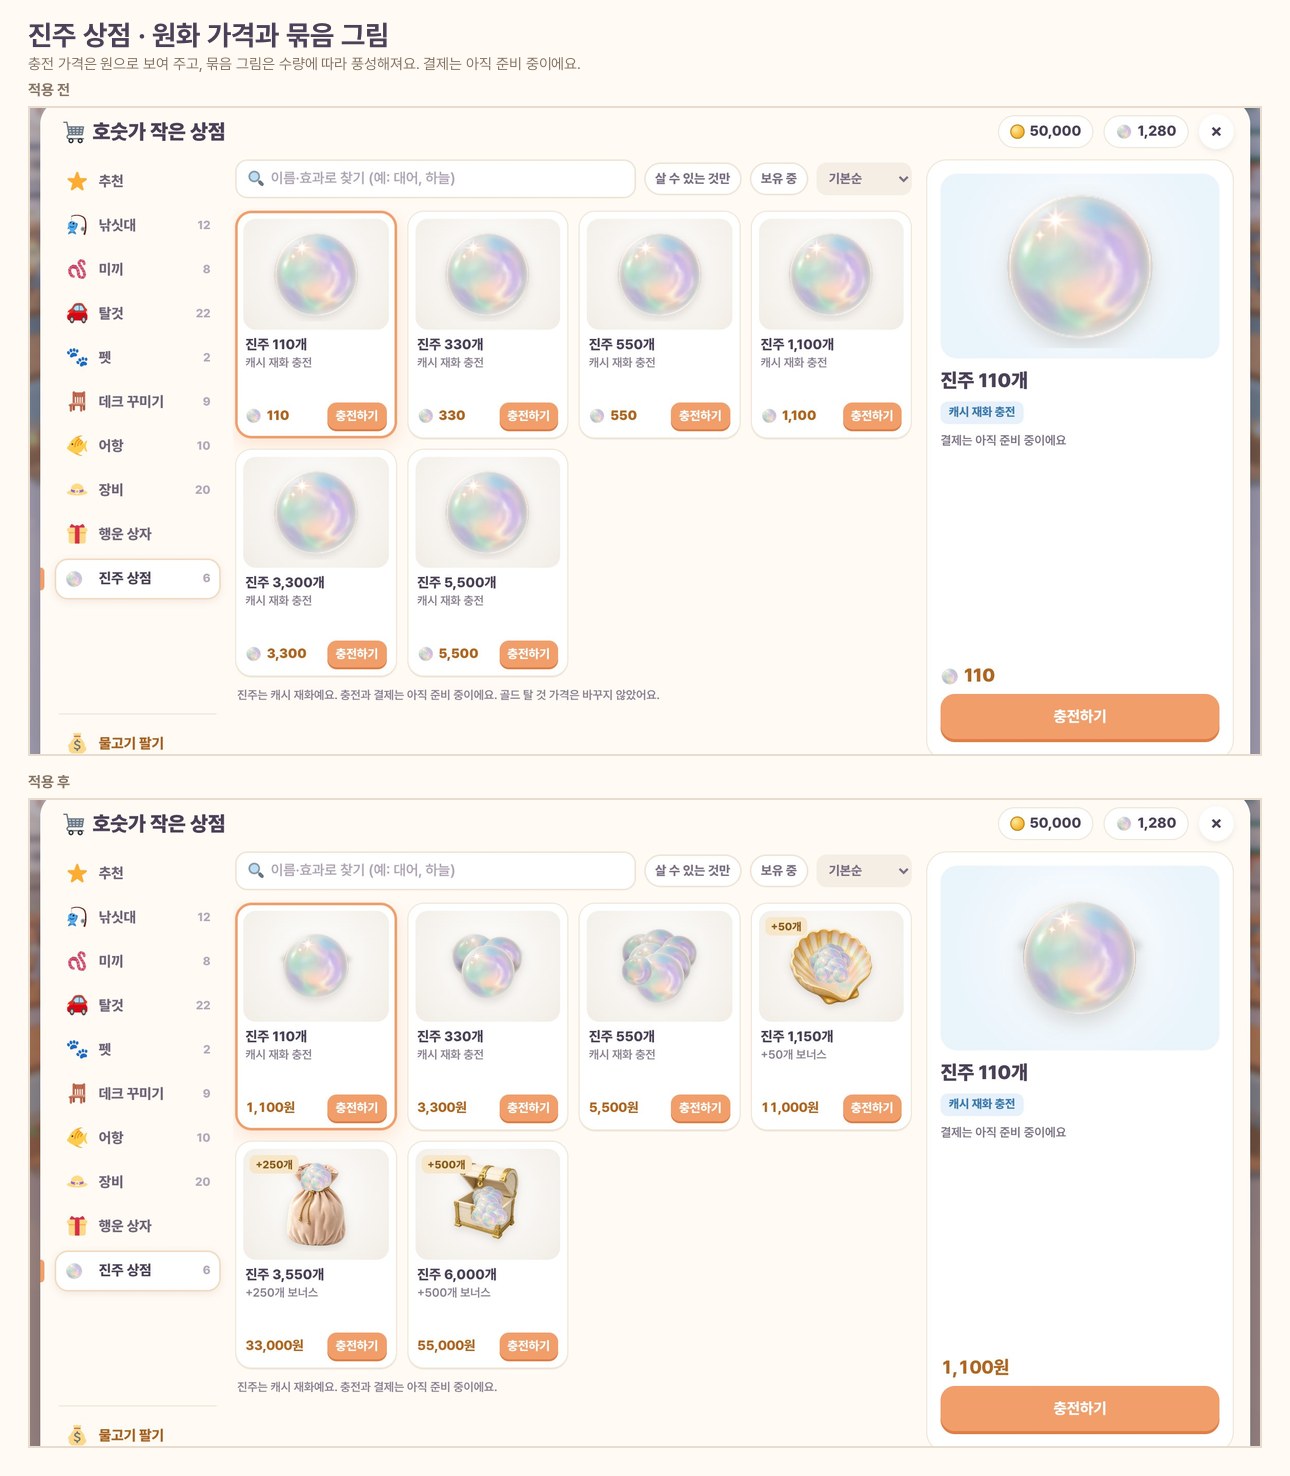 진주 상점 · 원화 가격과 묶음 그림
충전 가격은 원으로 보여 주고, 묶음 그림은 수량에 따라 풍성해져요. 결제는 아직 준비 중이에요.
적용 전
호숫가 작은 상점
50,000
1,280
×
추천
낚싯대 12
미끼 8
탈것 22
펫 2
데크 꾸미기 9
어항 10
장비 20
행운 상자
진주 상점 6
물고기 팔기
이름·효과로 찾기 (예: 대어, 하늘)
살 수 있는 것만
보유 중
기본순
진주 110개
캐시 재화 충전
110
충전하기
진주 330개
캐시 재화 충전
330
충전하기
진주 550개
캐시 재화 충전
550
충전하기
진주 1,100개
캐시 재화 충전
1,100
충전하기
진주 3,300개
캐시 재화 충전
3,300
충전하기
진주 5,500개
캐시 재화 충전
5,500
충전하기
진주는 캐시 재화예요. 충전과 결제는 아직 준비 중이에요. 골드 탈 것 가격은 바꾸지 않았어요.
진주 110개
캐시 재화 충전
결제는 아직 준비 중이에요
110
충전하기
적용 후
호숫가 작은 상점
50,000
1,280
×
추천
낚싯대 12
미끼 8
탈것 22
펫 2
데크 꾸미기 9
어항 10
장비 20
행운 상자
진주 상점 6
물고기 팔기
이름·효과로 찾기 (예: 대어, 하늘)
살 수 있는 것만
보유 중
기본순
진주 110개
캐시 재화 충전
1,100원
충전하기
진주 330개
캐시 재화 충전
3,300원
충전하기
진주 550개
캐시 재화 충전
5,500원
충전하기
+50개
진주 1,150개
+50개 보너스
11,000원
충전하기
+250개
진주 3,550개
+250개 보너스
33,000원
충전하기
+500개
진주 6,000개
+500개 보너스
55,000원
충전하기
진주는 캐시 재화예요. 충전과 결제는 아직 준비 중이에요.
진주 110개
캐시 재화 충전
결제는 아직 준비 중이에요
1,100원
충전하기